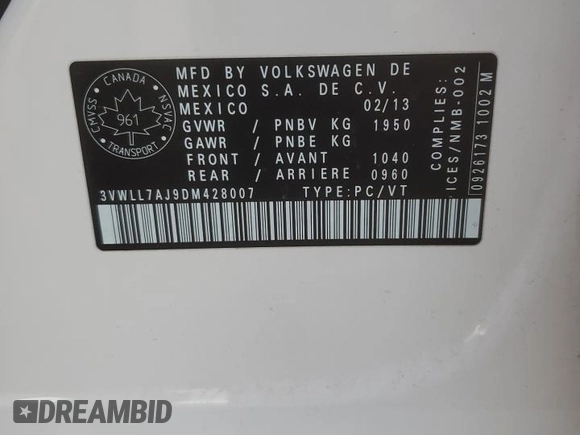 CANADA
CMVSS
NSVAC
961
TRANSPORT
MFD BY VOLKSWAGEN DE
MEXICO S.A. DE C.V.
MEXICO 02/13
GVWR / PNBV KG 1950
GAWR / PNBE KG
FRONT / AVANT 1040
REAR / ARRIERE 0960
3VWLL7AJ9DM428007 TYPE:PC/VT
COMPLIES:
ICES/NMB-002
0926173 1002 M
DREAMBID